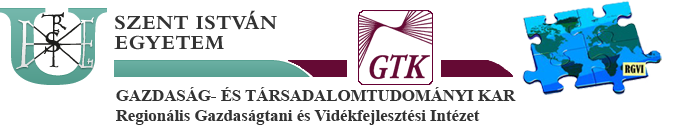 SZENT ISTVÁN
EGYETEM
GTK
RGVI
GAZDASÁG- ÉS TÁRSADALOMTUDOMÁNYI KAR
Regionális Gazdaságtani és Vidékfejlesztési Intézet